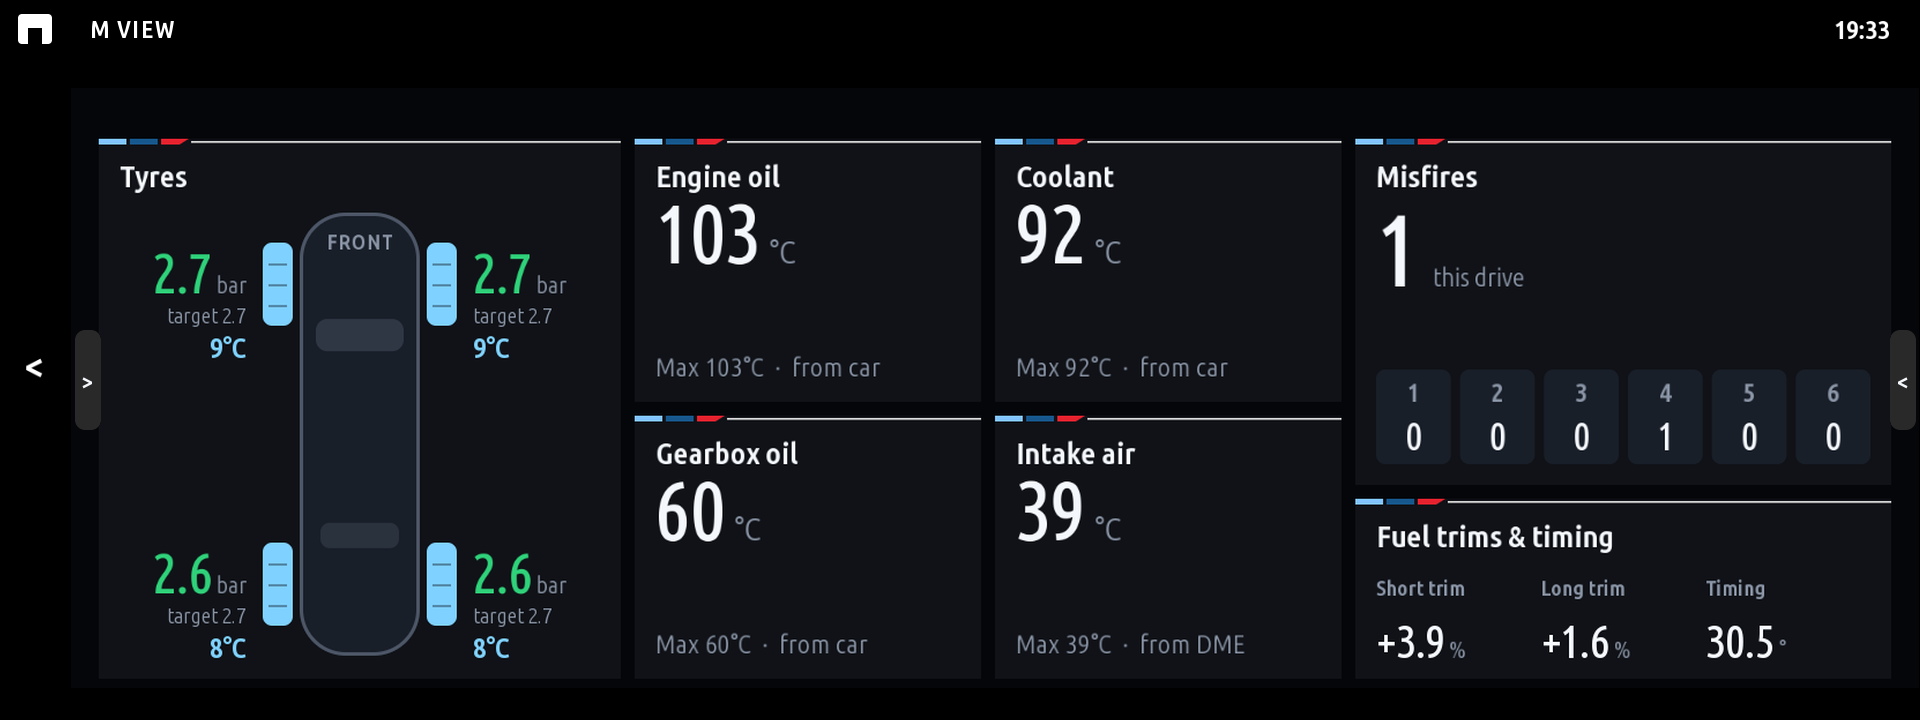 M VIEW
19:33
Tyres
FRONT
2.7 bar
target 2.7
9°C
2.7 bar
target 2.7
9°C
2.6 bar
target 2.7
8°C
2.6 bar
target 2.7
8°C
Engine oil
103 °C
Max 103°C · from car
Coolant
92 °C
Max 92°C · from car
Gearbox oil
60 °C
Max 60°C · from car
Intake air
39 °C
Max 39°C · from DME
Misfires
1 this drive
1 2 3 4 5 6
0 0 0 1 0 0
Fuel trims & timing
Short trim Long trim Timing
+3.9 % +1.6 % 30.5 °
<
>
<